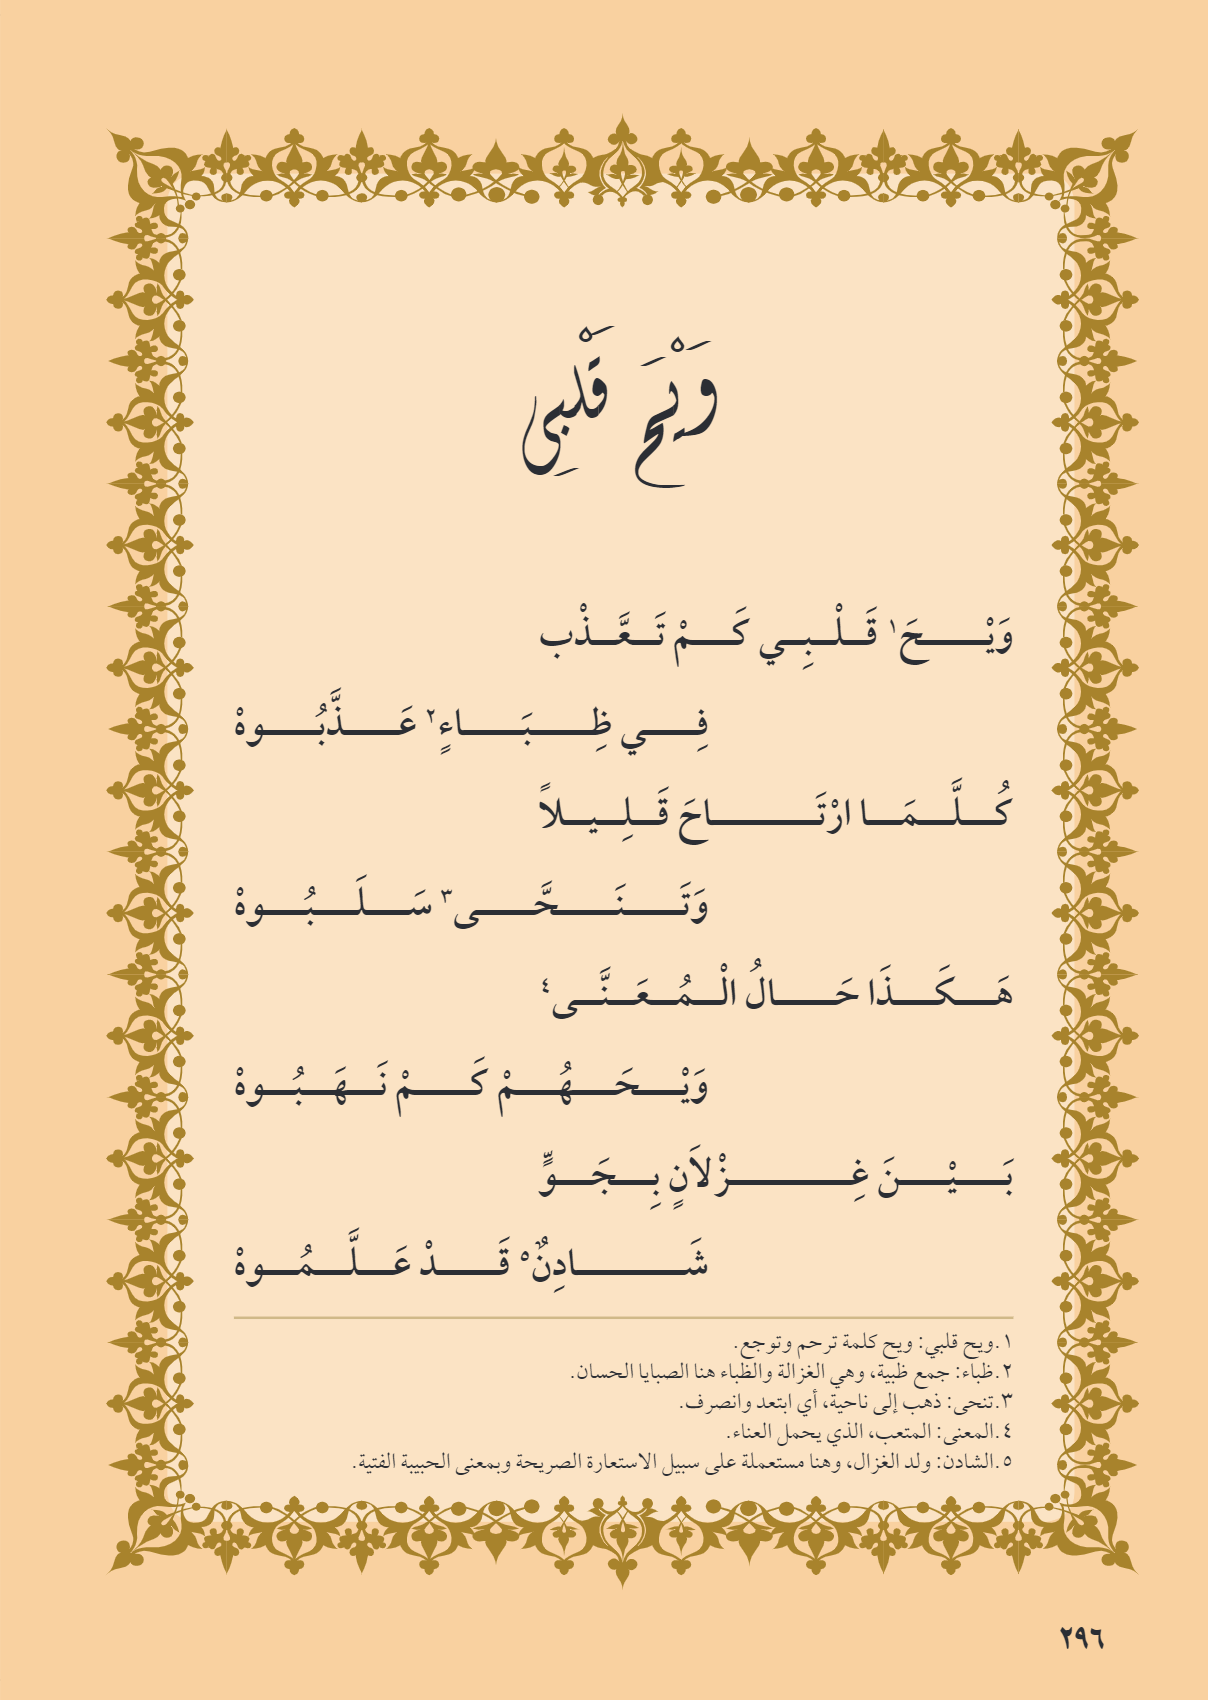 وَيْحَ قَلْبِي
وَيْحَ١ قَلْبِي كَمْ تَعَّذْب
فِي ظِبَاءٍ٢ عَذَّبُوهْ
كُلَّمَا ارْتَاحَ قَلِيلاً
وَتَنَحَّى٣ سَلَبُوهْ
هَكَذَا حَالُ الْمُعَنَّى٤
وَيْحَهُمْ كَمْ نَهَبُوهْ
بَيْنَ غِزْلاَنٍ بِجَوٍّ
شَادِنٌ٥ قَدْ عَلَّمُوهْ
١.ويح قلبي: ويح كلمة ترحم وتوجع.
٢.ظباء: جمع ظبية، وهي الغزالة والظباء هنا الصبايا الحسان.
٣.تنحى: ذهب إلى ناحية، أي ابتعد وانصرف.
٤.المعنى: المتعب، الذي يحمل العناء.
٥.الشادن: ولد الغزال، وهنا مستعملة على سبيل الاستعارة الصريحة وبمعنى الحبيبة الفتية.
٢٩٦